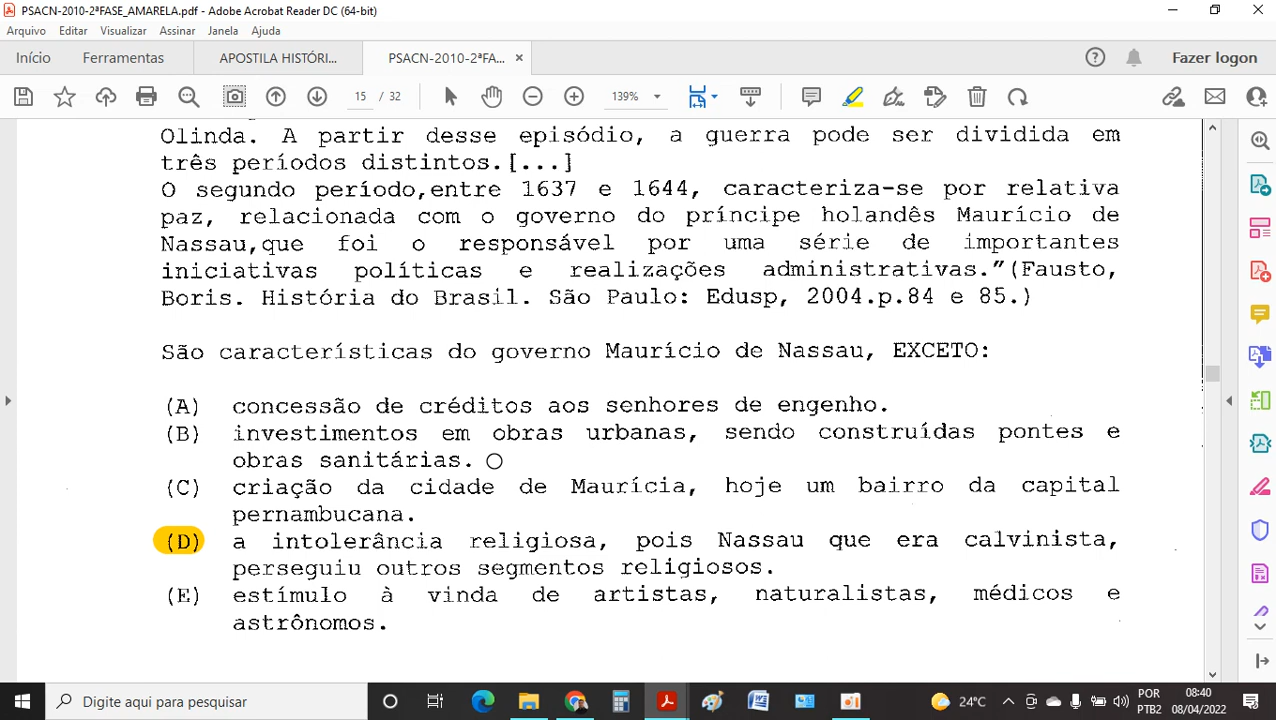 PSACN-2010-2ªFASE_AMARELA.pdf - Adobe Acrobat Reader DC (64-bit)
Arquivo Editar Visualizar Assinar Janela Ajuda
Início Ferramentas APOSTILA HISTÓRI... PSACN-2010-2ªFA... × Fazer logon
15 / 32 139%
Olinda. A partir desse episódio, a guerra pode ser dividida em
três períodos distintos.[...]
O segundo período,entre 1637 e 1644, caracteriza-se por relativa
paz, relacionada com o governo do príncipe holandês Maurício de
Nassau,que foi o responsável por uma série de importantes
iniciativas políticas e realizações administrativas.”(Fausto,
Boris. História do Brasil. São Paulo: Edusp, 2004.p.84 e 85.)
São características do governo Maurício de Nassau, EXCETO:
(A) concessão de créditos aos senhores de engenho.
(B) investimentos em obras urbanas, sendo construídas pontes e
obras sanitárias.
(C) criação da cidade de Maurícia, hoje um bairro da capital
pernambucana.
(D) a intolerância religiosa, pois Nassau que era calvinista,
perseguiu outros segmentos religiosos.
(E) estímulo à vinda de artistas, naturalistas, médicos e
astrônomos.
Digite aqui para pesquisar 24°C POR 08:40
PTB2 08/04/2022